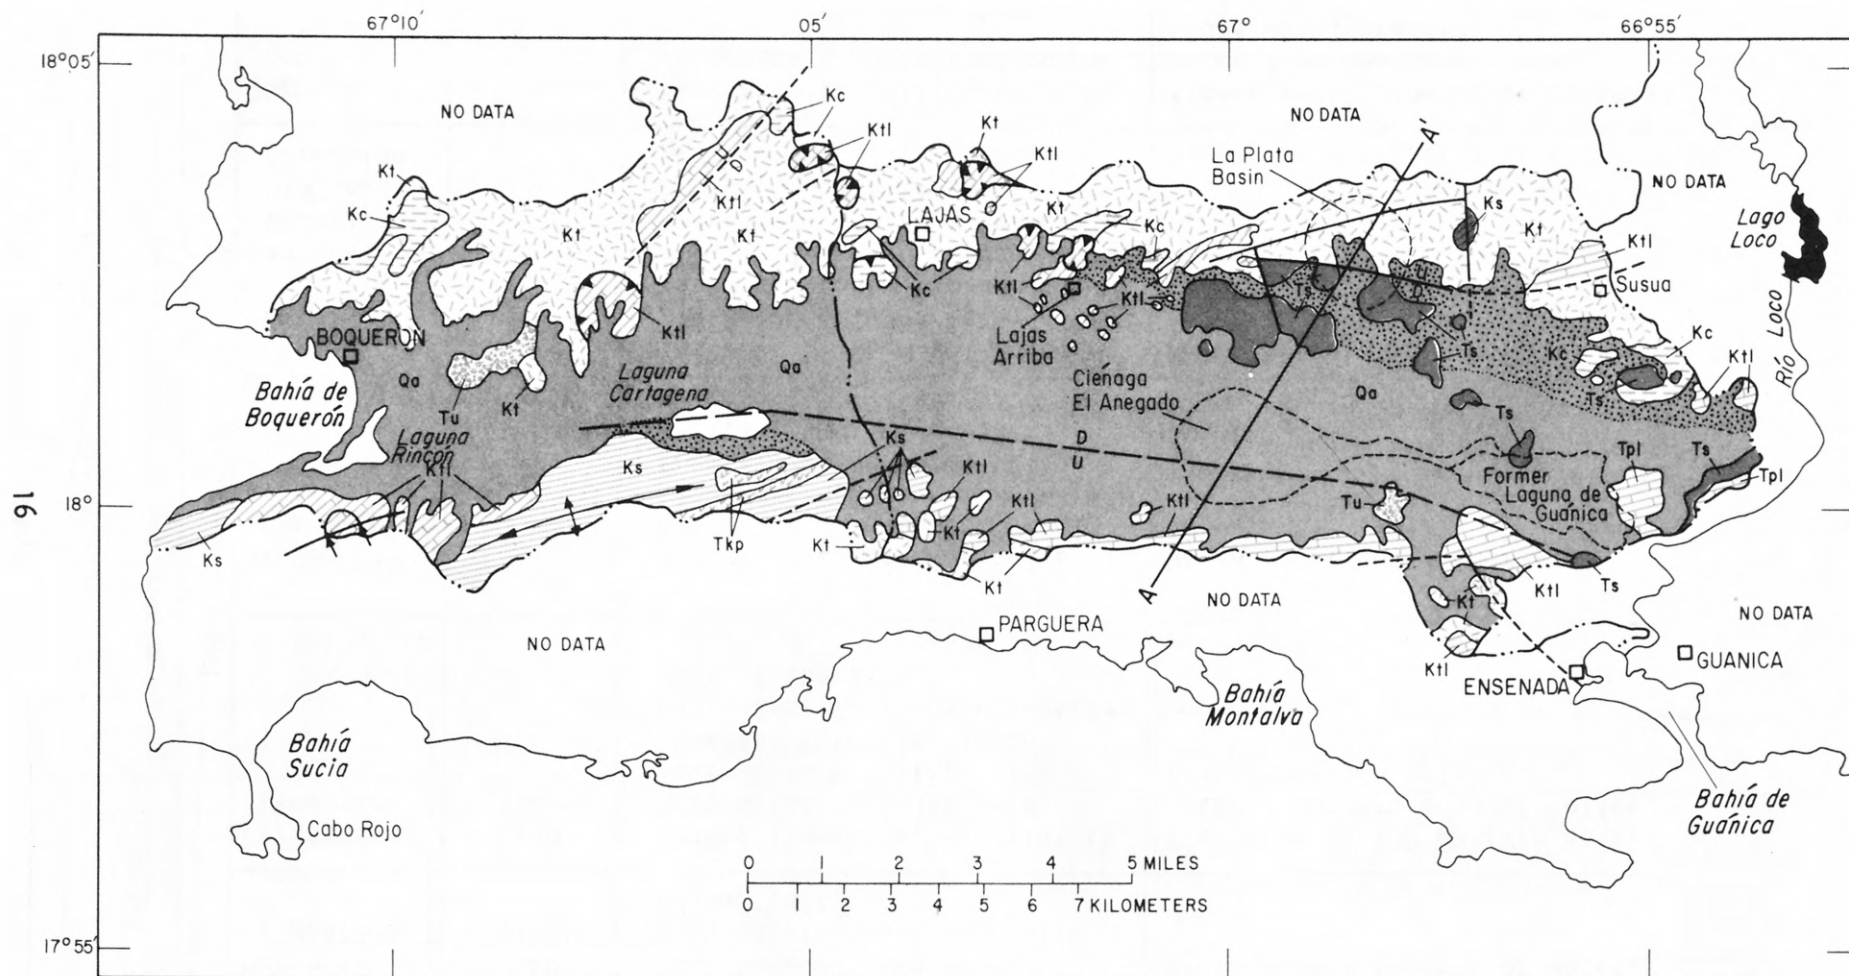 67°10′
05′
67°
66°55′
18°05′
NO DATA
NO DATA
NO DATA
Kc
Ktl
Kt
Ktl
A′
La Plata
Basin
Kt
U
D
Ktl
Kc
Kt
Kt
LAJAS
Kt
Kc
Ks
Kt
Ktl
Lago
Loco
Susua
Ktl
Kc
Ktl
Ktl
Ts
U
D
Ktl
BOQUERÓN
Qa
Laguna
Cartagena
Qa
Lajas
Arriba
Ciénaga
El Anegado
Qa
Ts
Kc
Kc
Ts
Ktl
Río Loco
Bahía de
Boquerón
Tu
Kt
Ts
Laguna
Rincón
Ktl
Ks
Ks
D
U
Ktl
Ktl
Ktl
Tu
Former
Laguna de
Guánica
Tpl
Ts
Tpl
18°
Ks
Tkp
Kt
Kt
Kt
A
NO DATA
Kt
Ktl
Ts
NO DATA
NO DATA
PARGUERA
Ktl
ENSENADA
GUANICA
Bahía
Sucia
Bahía
Montalva
Bahía de
Guánica
Cabo Rojo
0 1 2 3 4 5 MILES
0 1 2 3 4 5 6 7 KILOMETERS
17°55′
16